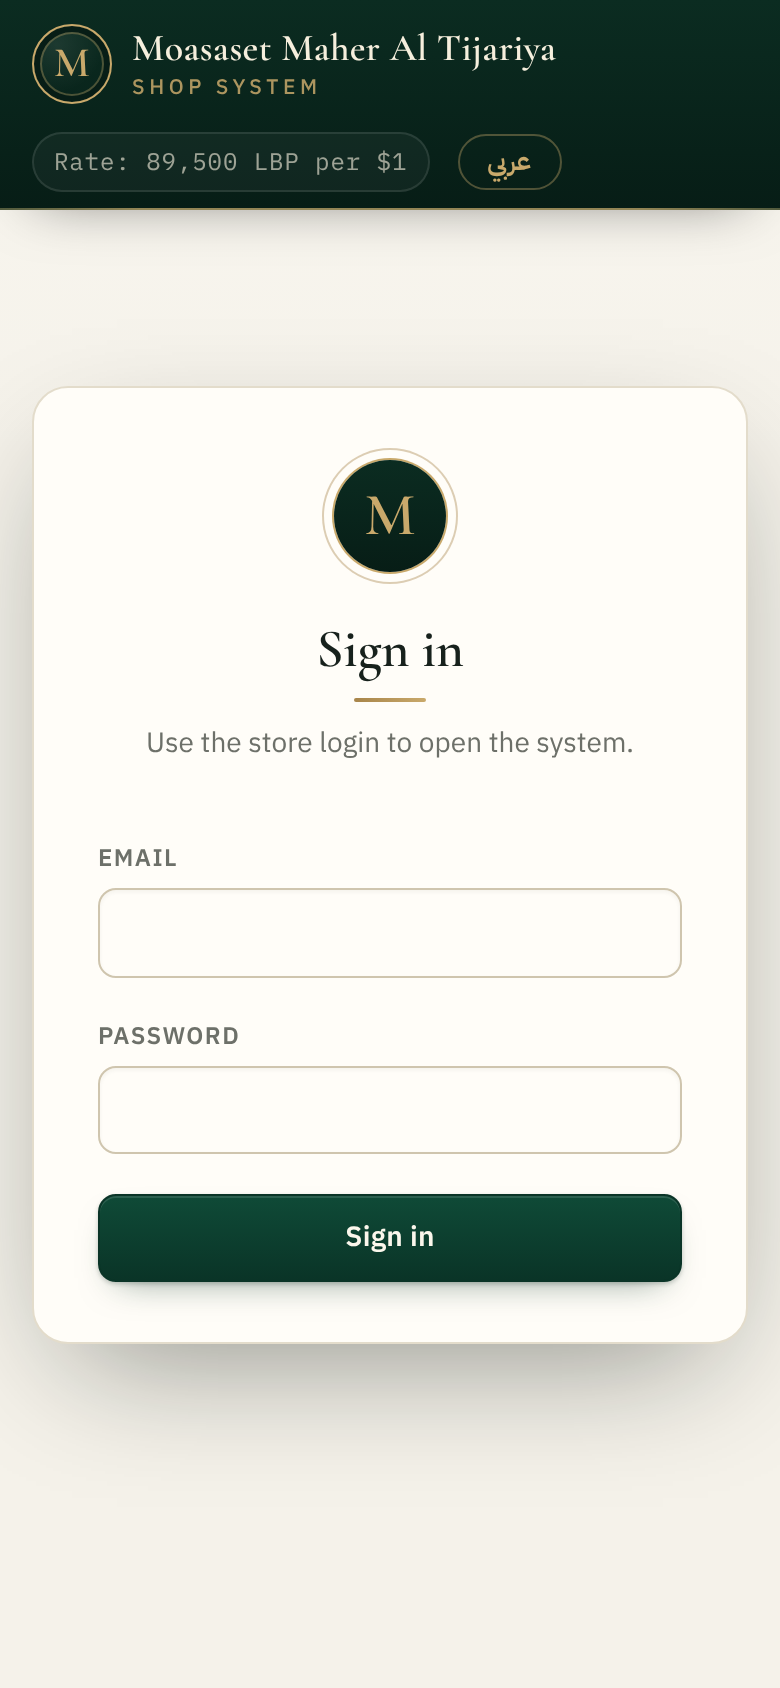 M
Moasaset Maher Al Tijariya
SHOP SYSTEM
Rate: 89,500 LBP per $1
عربي
M
Sign in
Use the store login to open the system.
EMAIL
PASSWORD
Sign in